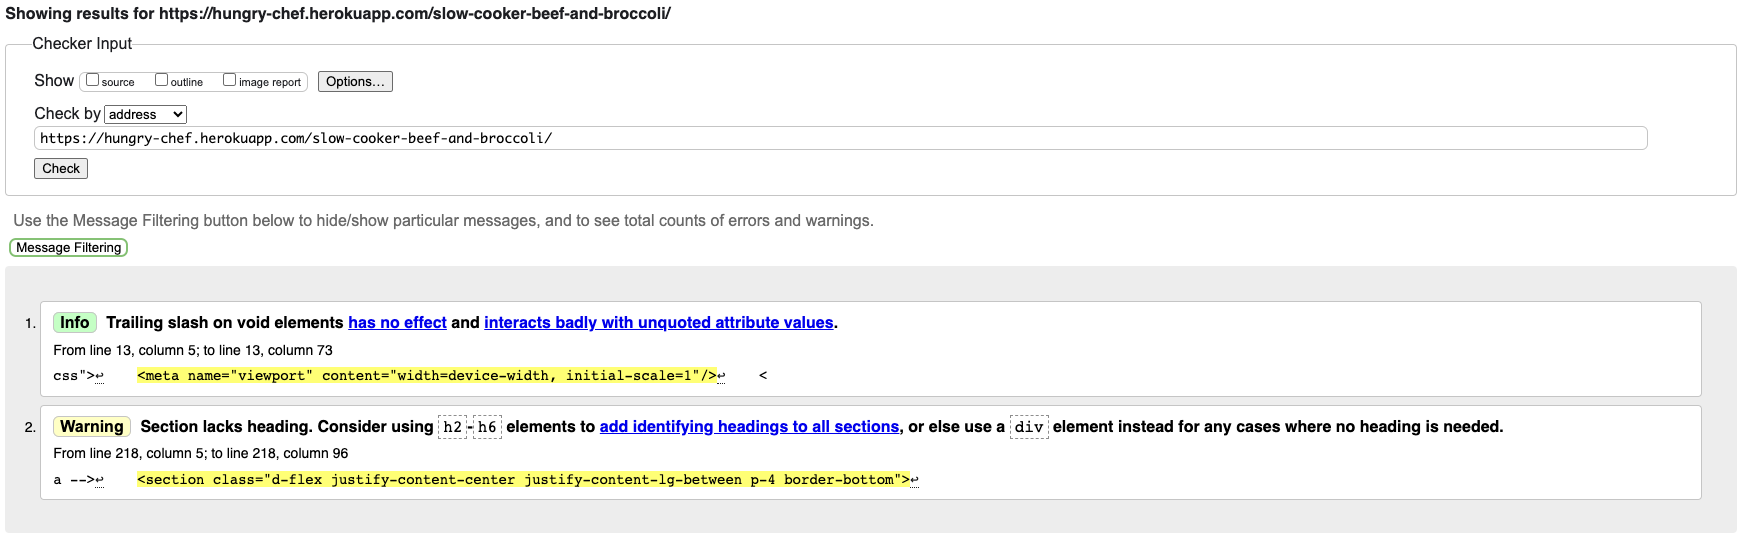 Showing results for https://hungry-chef.herokuapp.com/slow-cooker-beef-and-broccoli/
Checker Input
Show source outline image report Options...
Check by address
https://hungry-chef.herokuapp.com/slow-cooker-beef-and-broccoli/
Check
Use the Message Filtering button below to hide/show particular messages, and to see total counts of errors and warnings.
Message Filtering
1. Info Trailing slash on void elements has no effect and interacts badly with unquoted attribute values.
From line 13, column 5; to line 13, column 73
css">↩ <meta name="viewport" content="width=device-width, initial-scale=1"/>↩ <
2. Warning Section lacks heading. Consider using h2-h6 elements to add identifying headings to all sections, or else use a div element instead for any cases where no heading is needed.
From line 218, column 5; to line 218, column 96
a -->↩ <section class="d-flex justify-content-center justify-content-lg-between p-4 border-bottom">↩